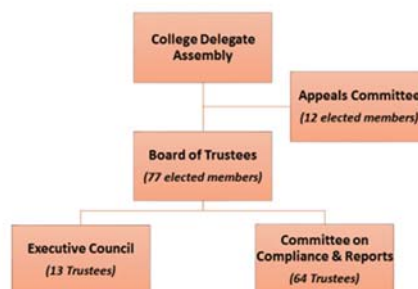 College Delegate
Assembly
Appeals Committee
(12 elected members)
Board of Trustees
(77 elected members)
Executive Council
(13 Trustees)
Committee on
Compliance & Reports
(64 Trustees)